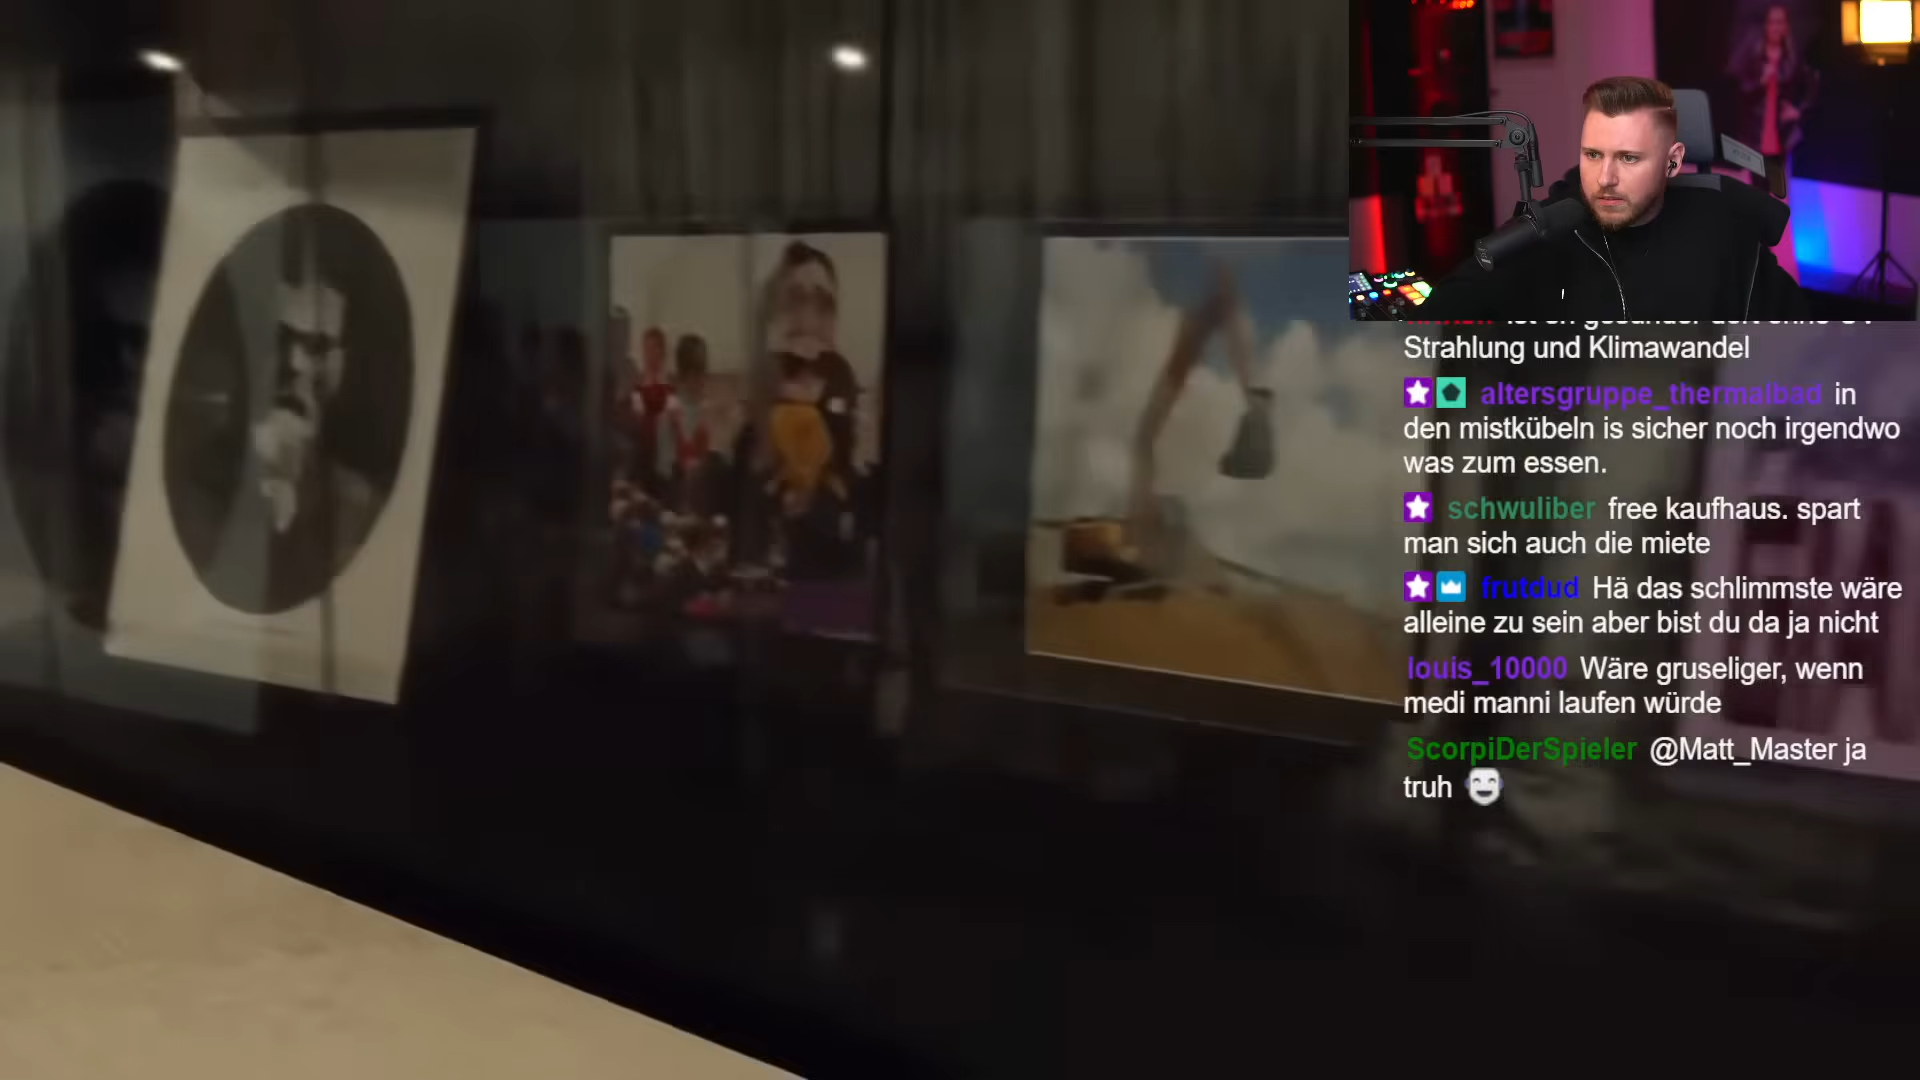 Strahlung und Klimawandel
altersgruppe_thermalbad in
den mistkübeln is sicher noch irgendwo
was zum essen.
schwuliber free kaufhaus. spart
man sich auch die miete
frutdud Hä das schlimmste wäre
alleine zu sein aber bist du da ja nicht
louis_10000 Wäre gruseliger, wenn
medi manni laufen würde
ScorpiDerSpieler @Matt_Master ja
truh